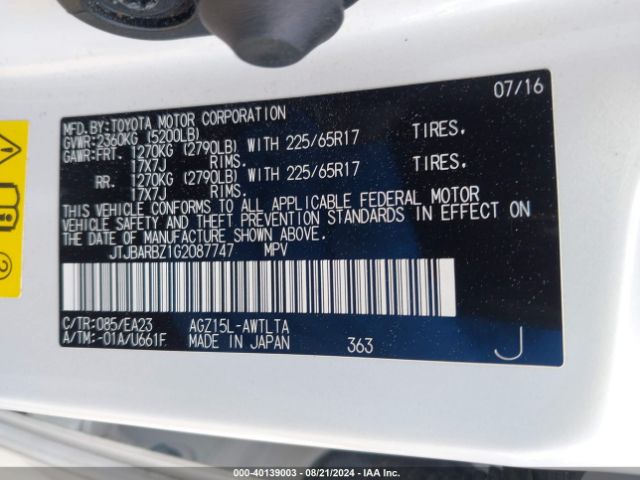 07/16
MFD.BY:TOYOTA MOTOR CORPORATION
GVWR:2360KG (5200LB)
GAWR:FRT. 1270KG (2790LB) WITH 225/65R17 TIRES.
17X7J RIMS.
RR. 1270KG (2790LB) WITH 225/65R17 TIRES.
17X7J RIMS.
THIS VEHICLE CONFORMS TO ALL APPLICABLE FEDERAL MOTOR
VEHICLE SAFETY AND THEFT PREVENTION STANDARDS IN EFFECT ON
THE DATE OF MANUFACTURE SHOWN ABOVE.
JTJBARBZ1G2087747 MPV
C/TR:085/EA23 AGZ15L-AWTLTA
A/TM:-01A/U661F MADE IN JAPAN 363 J
2
000-40139003 - 08/21/2024 - IAA Inc.